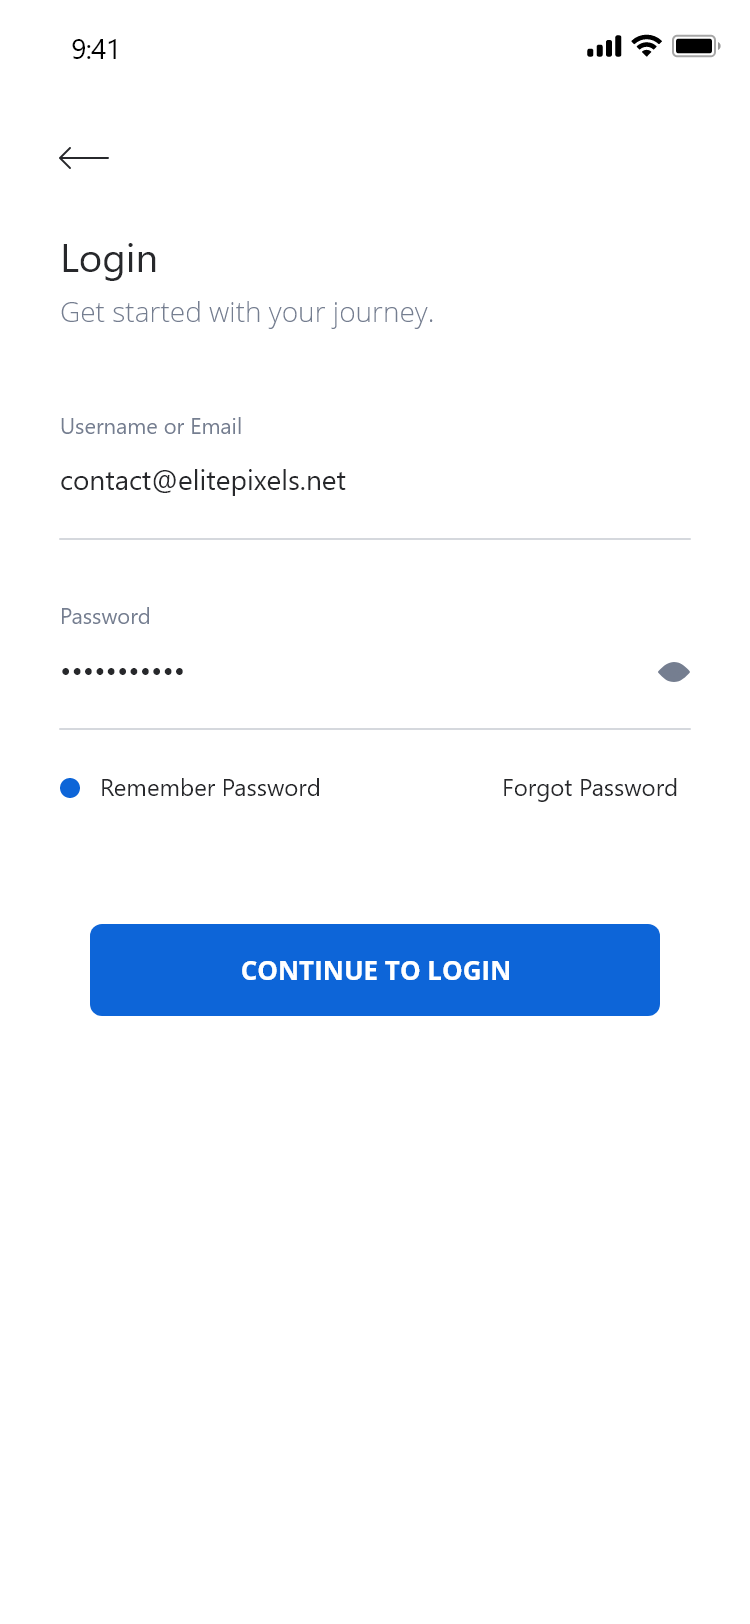 9:41
Login
Get started with your journey.
Username or Email
contact@elitepixels.net
Password
•••••••••••
Remember Password Forgot Password
CONTINUE TO LOGIN